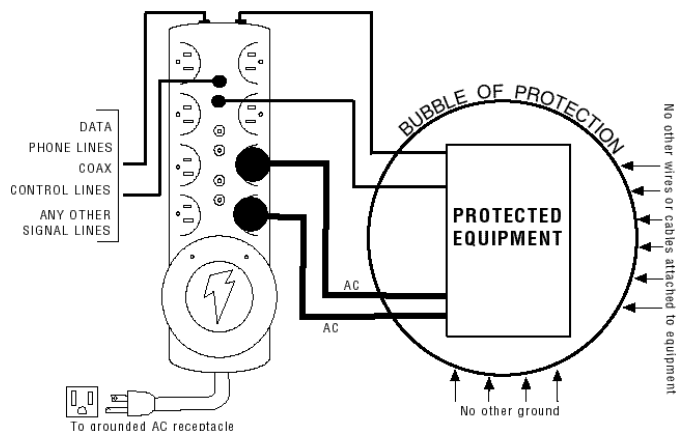 BUBBLE OF PROTECTION
DATA
PHONE LINES
COAX
CONTROL LINES
ANY OTHER
SIGNAL LINES
PROTECTED
EQUIPMENT
AC
AC
No other wires or cables attached to equipment
No other ground
To grounded AC receptacle